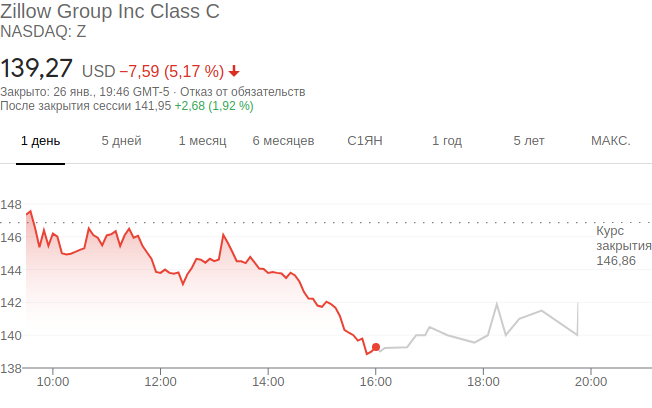 Zillow Group Inc Class C
NASDAQ: Z
139,27 USD −7,59 (5,17 %)
Закрыто: 26 янв., 19:46 GMT-5 · Отказ от обязательств
После закрытия сессии 141,95 +2,68 (1,92 %)
1 день 5 дней 1 месяц 6 месяцев С1ЯН 1 год 5 лет МАКС.
148
146
144
142
140
138
Курс
закрытия
146,86
10:00 12:00 14:00 16:00 18:00 20:00